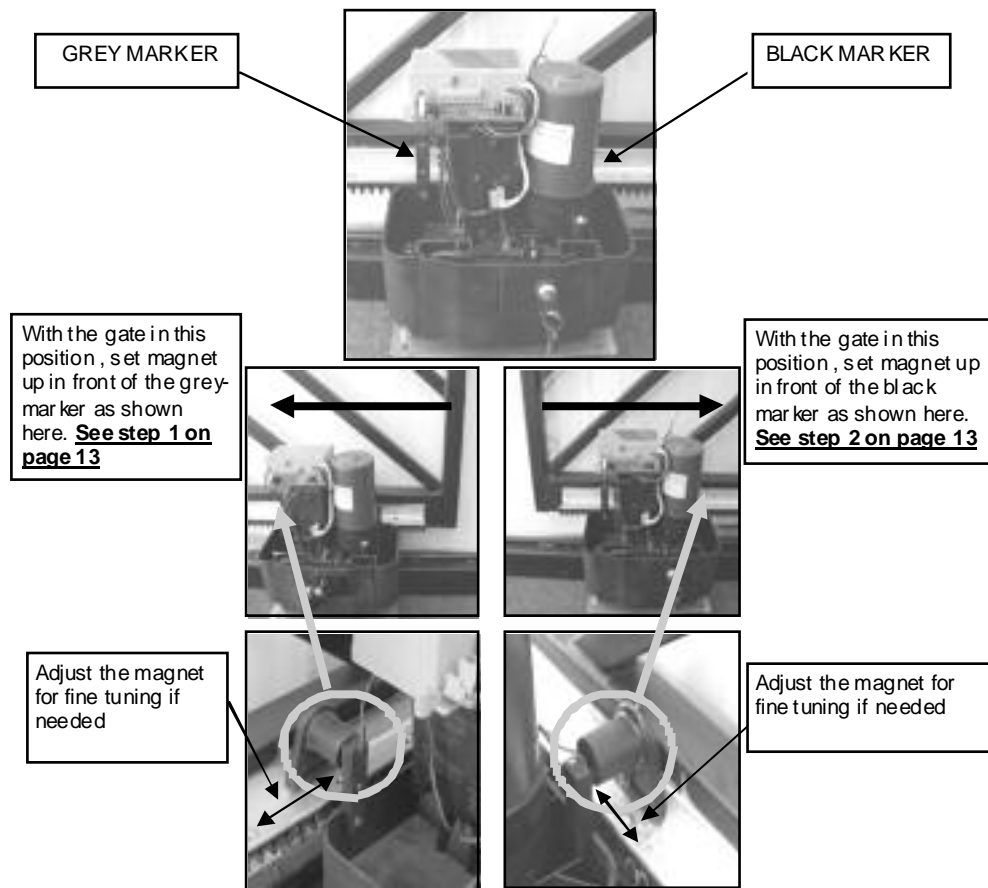 GREY MARKER
BLACK MARKER
With the gate in this
position , set magnet
up in front of the grey-
marker as shown
here. See step 1 on
page 13
With the gate in this
position , set magnet up
in front of the black
marker as shown here.
See step 2 on page 13
Adjust the magnet
for fine tuning if
needed
Adjust the magnet for
fine tuning if needed